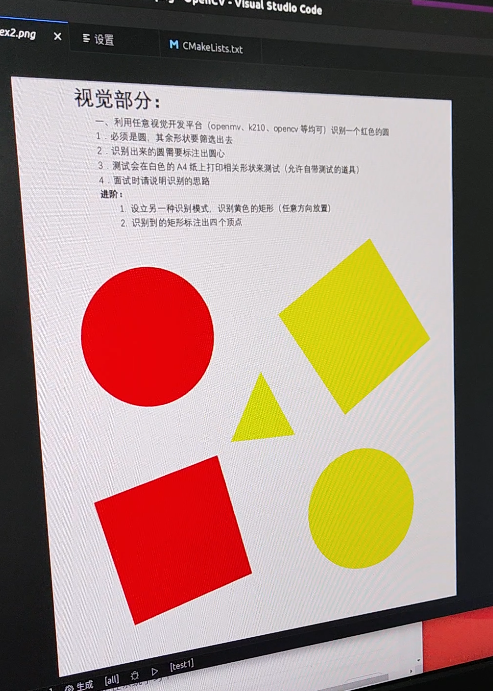 OpenCV - Visual Studio Code
ex2.png × 设置 CMakeLists.txt
视觉部分：
一、利用任意视觉开发平台（openmv、k210、opencv 等均可）识别一个红色的圆
1．必须是圆，其余形状要筛选出去
2．识别出来的圆需要标注出圆心
3．测试会在白色的 A4 纸上打印相关形状来测试（允许自带测试的道具）
4．面试时请说明识别的思路
进阶：
1. 设立另一种识别模式，识别黄色的矩形（任意方向放置）
2. 识别到的矩形标注出四个顶点
生成 [all] [test1]